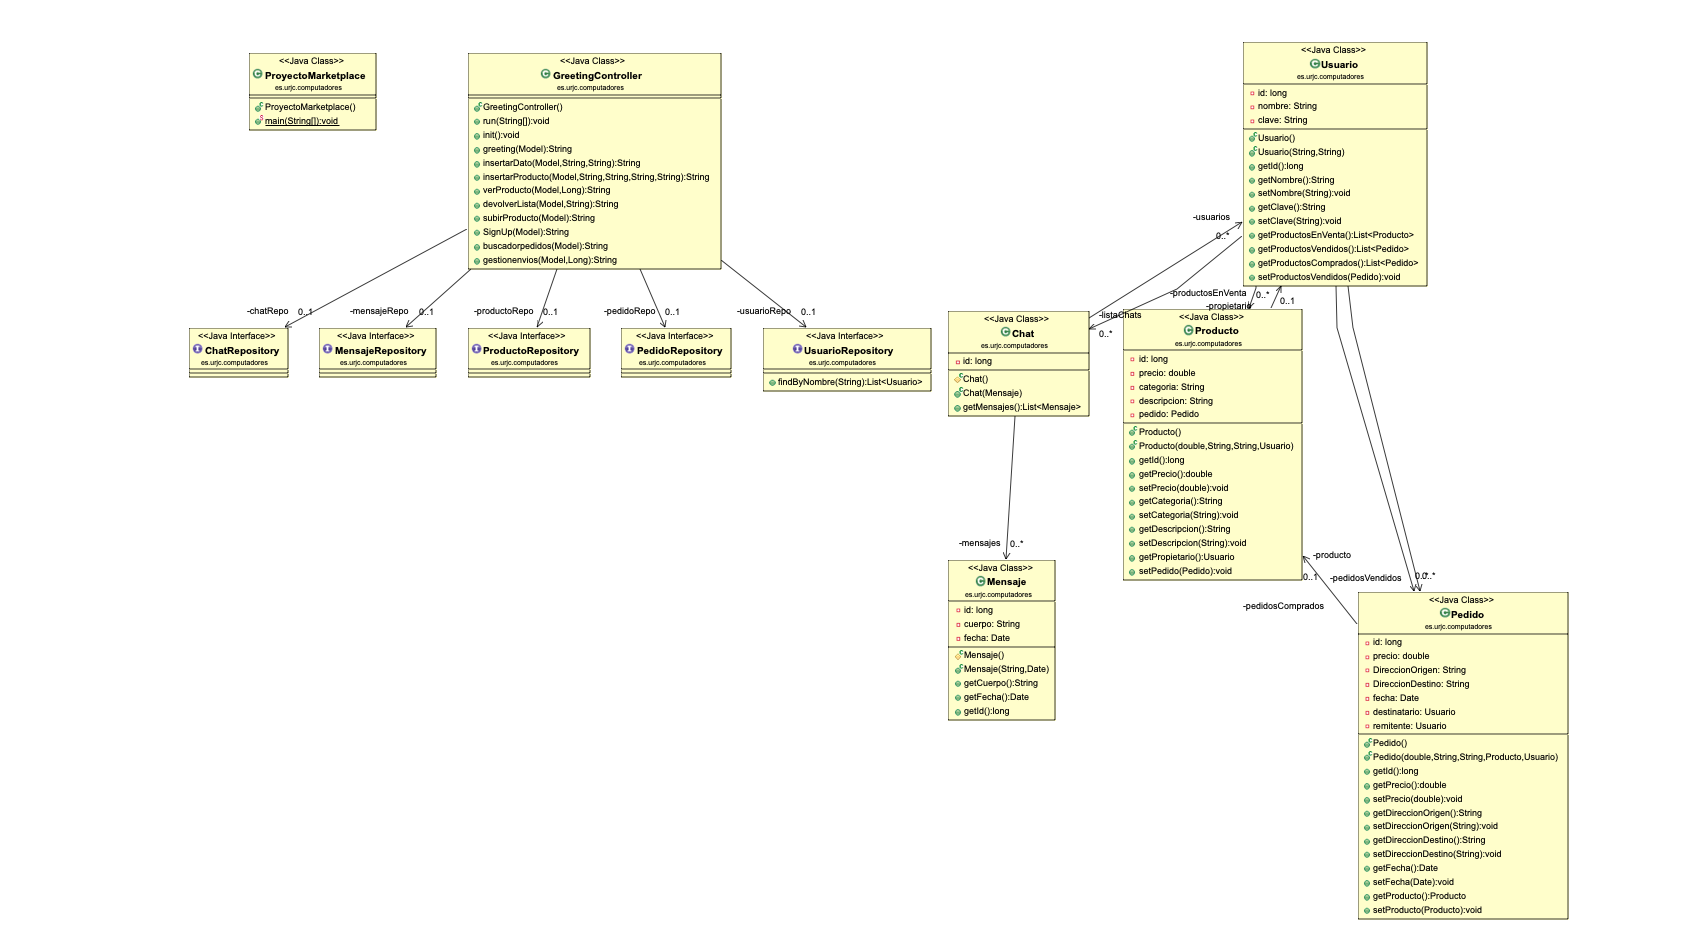 <<Java Class>>
ProyectoMarketplace
es.urjc.computadores
ProyectoMarketplace()
main(String[]):void
<<Java Class>>
GreetingController
es.urjc.computadores
GreetingController()
run(String[]):void
init():void
greeting(Model):String
insertarDato(Model,String,String):String
insertarProducto(Model,String,String,String,String):String
verProducto(Model,Long):String
devolverLista(Model,String):String
subirProducto(Model):String
SignUp(Model):String
buscadorpedidos(Model):String
gestionenvios(Model,Long):String
-chatRepo 0..1
-mensajeRepo 0..1
-productoRepo 0..1
-pedidoRepo 0..1
-usuarioRepo 0..1
<<Java Interface>>
ChatRepository
es.urjc.computadores
<<Java Interface>>
MensajeRepository
es.urjc.computadores
<<Java Interface>>
ProductoRepository
es.urjc.computadores
<<Java Interface>>
PedidoRepository
es.urjc.computadores
<<Java Interface>>
UsuarioRepository
es.urjc.computadores
findByNombre(String):List<Usuario>
<<Java Class>>
Usuario
es.urjc.computadores
id: long
nombre: String
clave: String
Usuario()
Usuario(String,String)
getId():long
getNombre():String
setNombre(String):void
getClave():String
setClave(String):void
getProductosEnVenta():List<Producto>
getProductosVendidos():List<Pedido>
getProductosComprados():List<Pedido>
setProductosVendidos(Pedido):void
-usuarios
0..*
-productosEnVenta 0..*
-propietario 0..1
-listaChats
0..*
<<Java Class>>
Chat
es.urjc.computadores
id: long
Chat()
Chat(Mensaje)
getMensajes():List<Mensaje>
-mensajes 0..*
<<Java Class>>
Mensaje
es.urjc.computadores
id: long
cuerpo: String
fecha: Date
Mensaje()
Mensaje(String,Date)
getCuerpo():String
getFecha():Date
getId():long
<<Java Class>>
Producto
es.urjc.computadores
id: long
precio: double
categoria: String
descripcion: String
pedido: Pedido
Producto()
Producto(double,String,String,Usuario)
getId():long
getPrecio():double
setPrecio(double):void
getCategoria():String
setCategoria(String):void
getDescripcion():String
setDescripcion(String):void
getPropietario():Usuario
setPedido(Pedido):void
-producto
0..1
-pedidosVendidos
0..*
-pedidosComprados
<<Java Class>>
Pedido
es.urjc.computadores
id: long
precio: double
DireccionOrigen: String
DireccionDestino: String
fecha: Date
destinatario: Usuario
remitente: Usuario
Pedido()
Pedido(double,String,String,Producto,Usuario)
getId():long
getPrecio():double
setPrecio(double):void
getDireccionOrigen():String
setDireccionOrigen(String):void
getDireccionDestino():String
setDireccionDestino(String):void
getFecha():Date
setFecha(Date):void
getProducto():Producto
setProducto(Producto):void